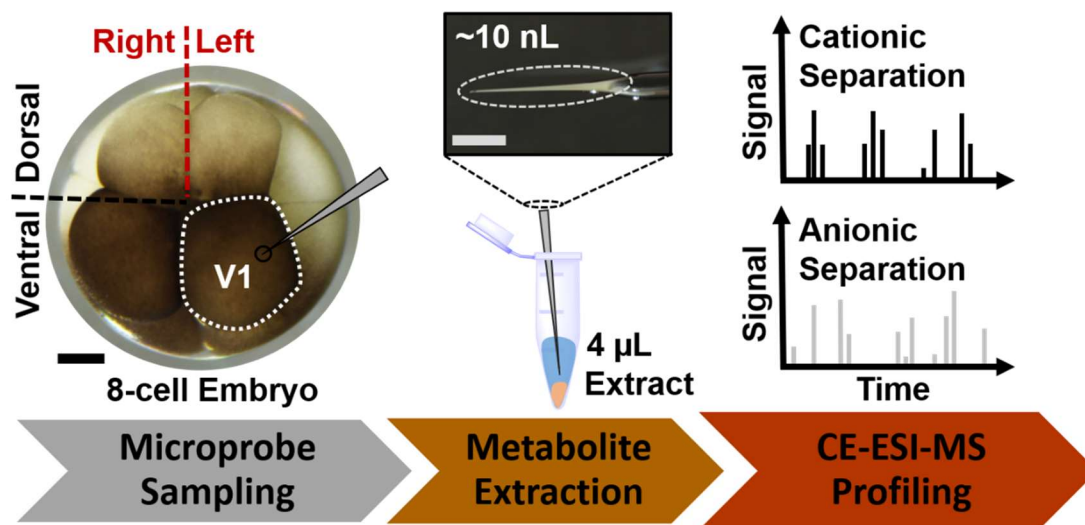 Right Left
Ventral Dorsal
V1
8-cell Embryo
~10 nL
4 µL
Extract
Cationic
Separation
Signal
Anionic
Separation
Signal
Time
Microprobe
Sampling
Metabolite
Extraction
CE-ESI-MS
Profiling